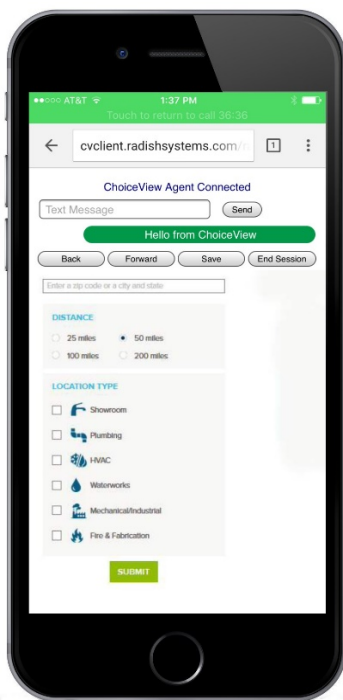 AT&T 1:37 PM
Touch to return to call 36:36
cvclient.radishsystems.com/
1
ChoiceView Agent Connected
Text Message Send
Hello from ChoiceView
Back Forward Save End Session
Enter a zip code or a city and state
DISTANCE
25 miles 50 miles
100 miles 200 miles
LOCATION TYPE
Showroom
Plumbing
HVAC
Waterworks
Mechanical/Industrial
Fire & Fabrication
SUBMIT